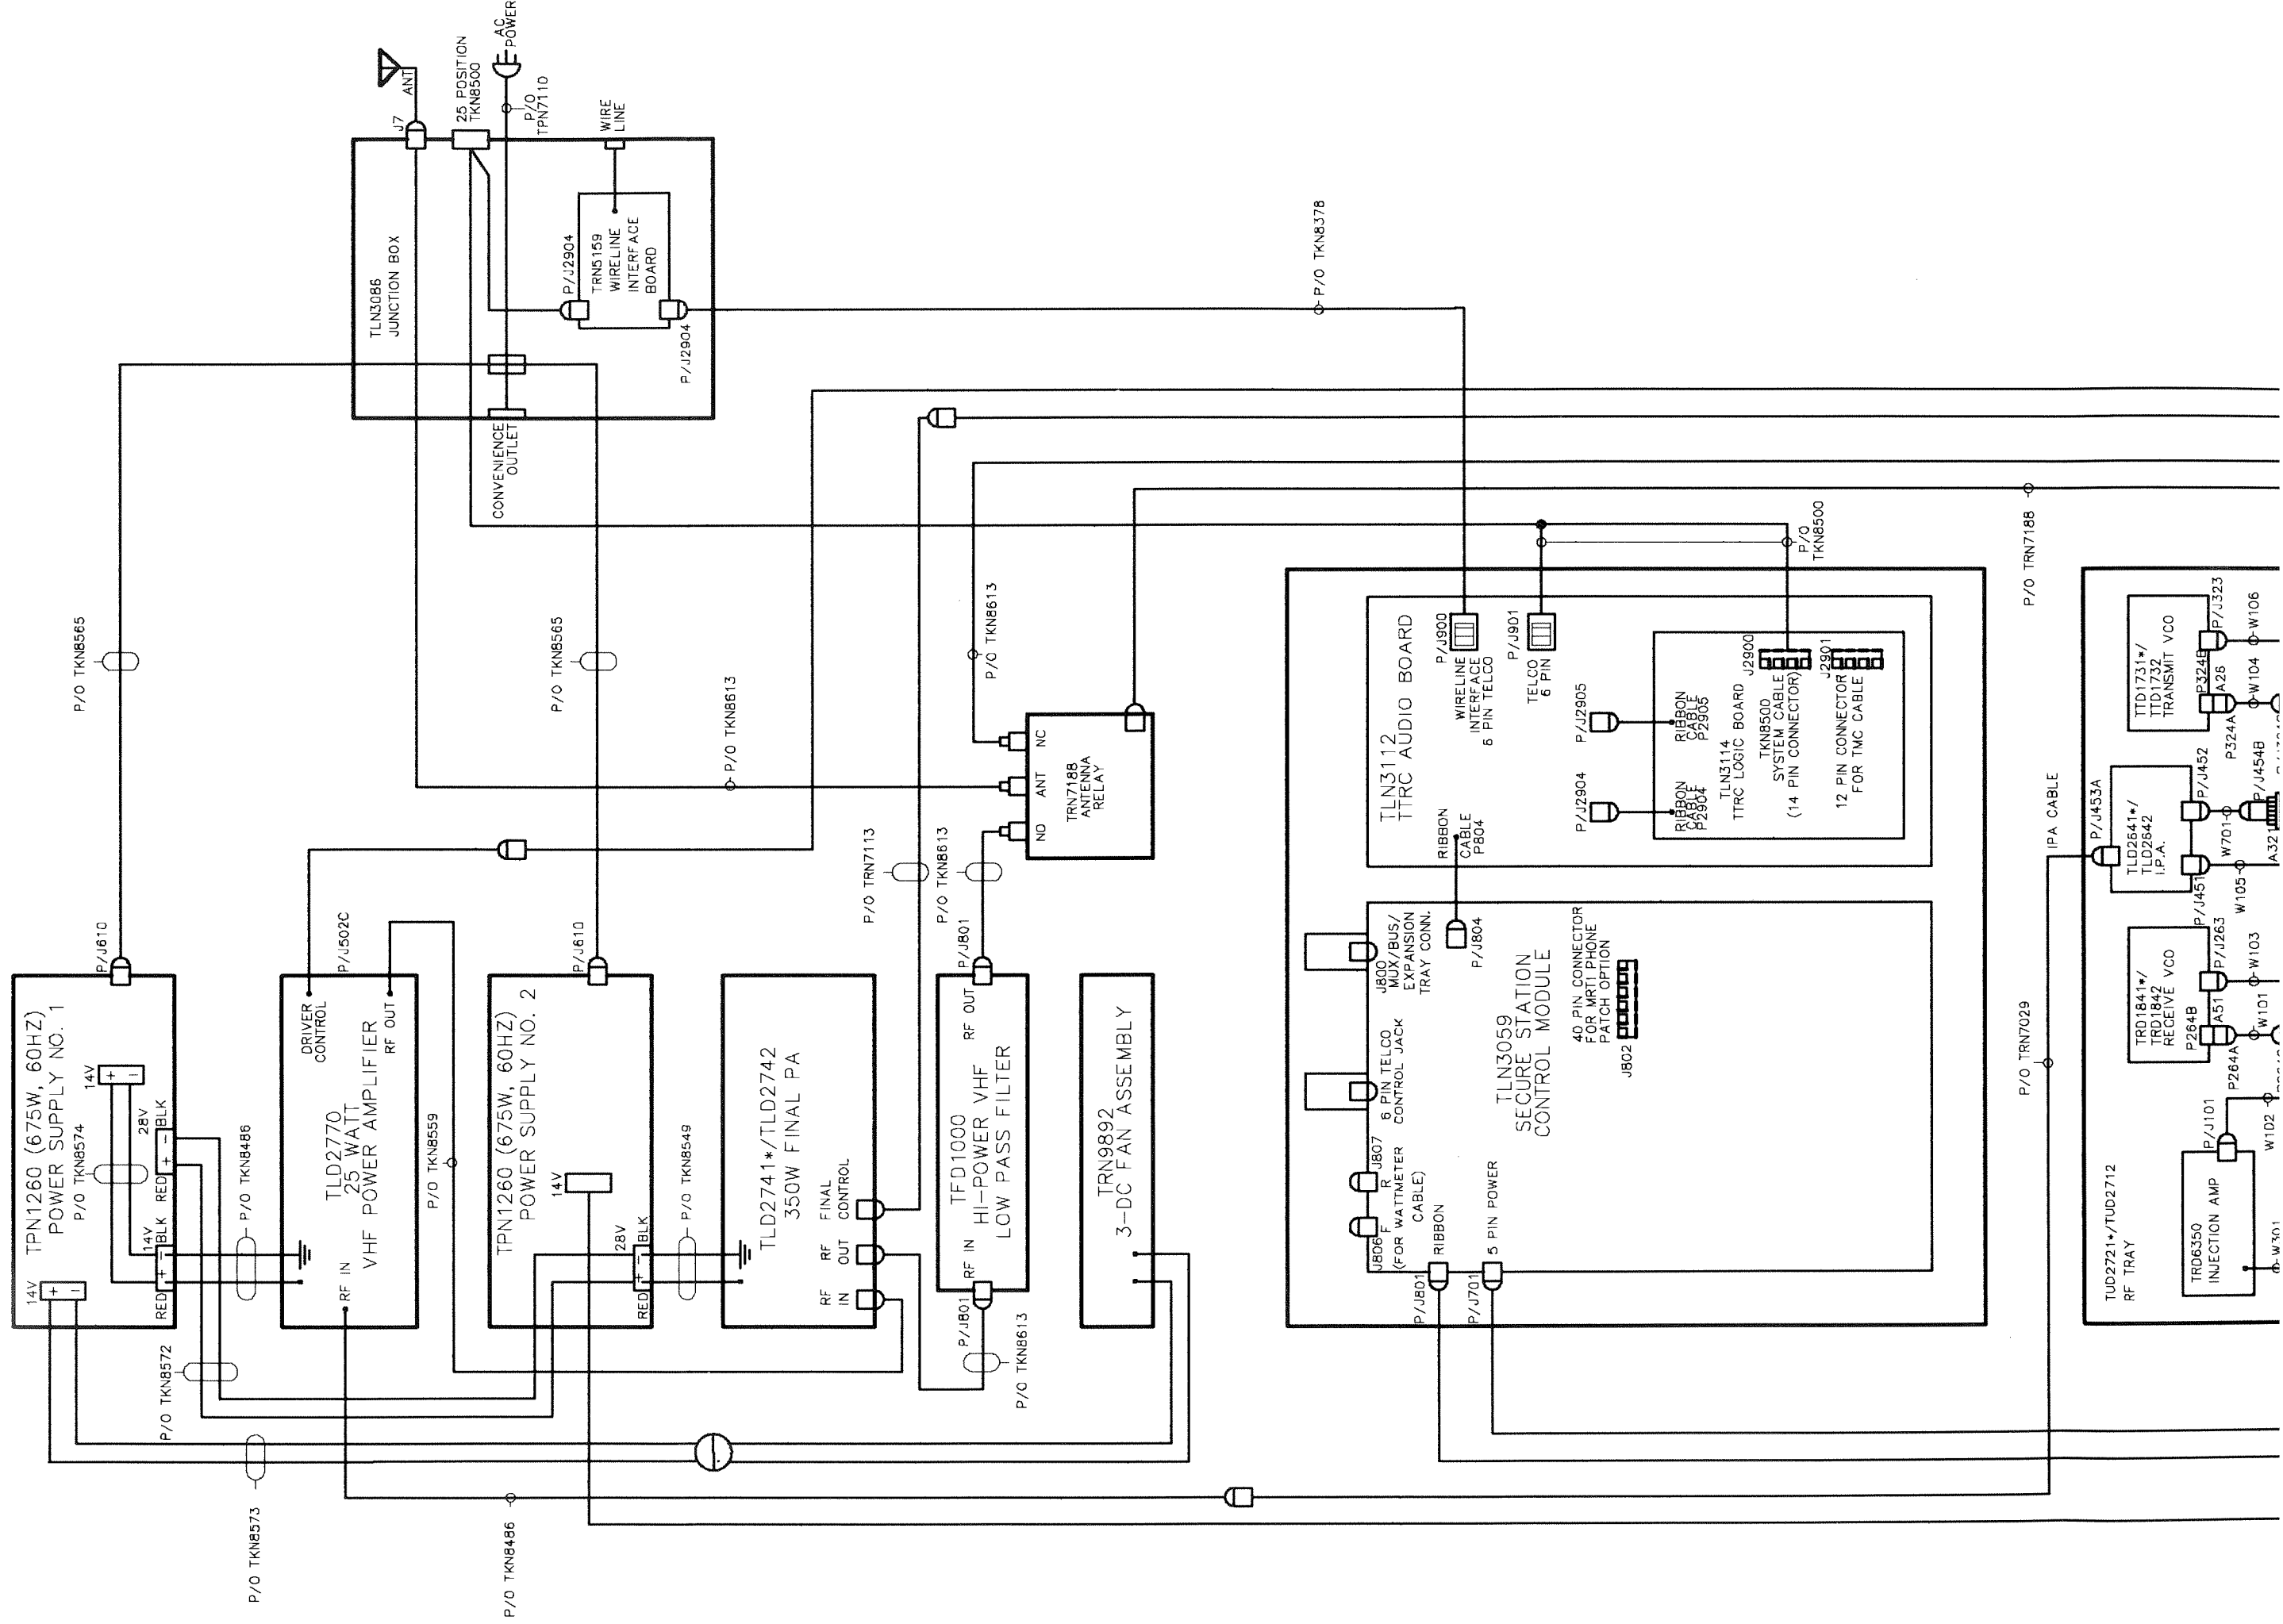 TPN1260 (675W, 60HZ)
POWER SUPPLY NO. 1
P/O TKN8574
14V
+ −
14V
+ −
28V
RED + − BLK
14V
RED + − BLK
P/J610
P/O TKN8565
P/O TKN8572
P/O TKN8573
P/O TKN8486
TLD2770
25 WATT
VHF POWER AMPLIFIER
RF IN
DRIVER
CONTROL
RF OUT
P/J502C
P/O TKN8559
P/O TKN8486
TPN1260 (675W, 60HZ)
POWER SUPPLY NO. 2
14V
28V
RED + − BLK
P/J610
P/O TKN8565
P/O TKN8549
TLD2741*/TLD2742
350W FINAL PA
RF
IN
RF
OUT
FINAL
CONTROL
P/O TRN7113
TFD1000
HI-POWER VHF
LOW PASS FILTER
RF IN
RF OUT
P/J801
P/J801
P/O TKN8613
P/O TKN8613
TRN9892
3-DC FAN ASSEMBLY
TRN7188
ANTENNA
RELAY
NO
ANT
NC
P/O TKN8613
P/O TKN8613
TLN3086
JUNCTION BOX
J7
ANT
25 POSITION
TKN8500
AC
POWER
P/O
TPN7110
WIRE
LINE
CONVENIENCE
OUTLET
P/J2904
TRN5159
WIRELINE
INTERFACE
BOARD
P/J2904
P/O TKN8378
TLN3112
TTRC AUDIO BOARD
P/J900
WIRELINE
INTERFACE
6 PIN TELCO
P/J901
TELCO
6 PIN
RIBBON
CABLE
P804
P/J2904
P/J2905
RIBBON
CABLE
P2904
RIBBON
CABLE
P2905
TLN3114
TTRC LOGIC BOARD
J2900
TKN8500
SYSTEM CABLE
(14 PIN CONNECTOR)
J2901
12 PIN CONNECTOR
FOR TMC CABLE
P/O
TKN8500
J800
MUX/BUS/
EXPANSION
TRAY CONN.
P/J804
6 PIN TELCO
CONTROL JACK
J806 F R J807
(FOR WATTMETER
CABLE)
RIBBON
P/J801
5 PIN POWER
P/J701
TLN3059
SECURE STATION
CONTROL MODULE
40 PIN CONNECTOR
FOR MRTI PHONE
PATCH OPTION
J802
P/O TRN7188
P/O TRN7029
IPA CABLE
TUD2721*/TUD2712
RF TRAY
TTD1731*/
TTD1732
TRANSMIT VCO
P/J323
P324B
A26
P324A
W104
W106
P/J453A
TLD2641*/
TLD2642
I.P.A.
P/J452
P/J451
W701
P/J454B
W105
A321
TRD1841*/
TRD1842
RECEIVE VCO
P/J263
P264B
A51
P264A
W101
W103
TRD6350
INJECTION AMP
P/J101
W102
W301